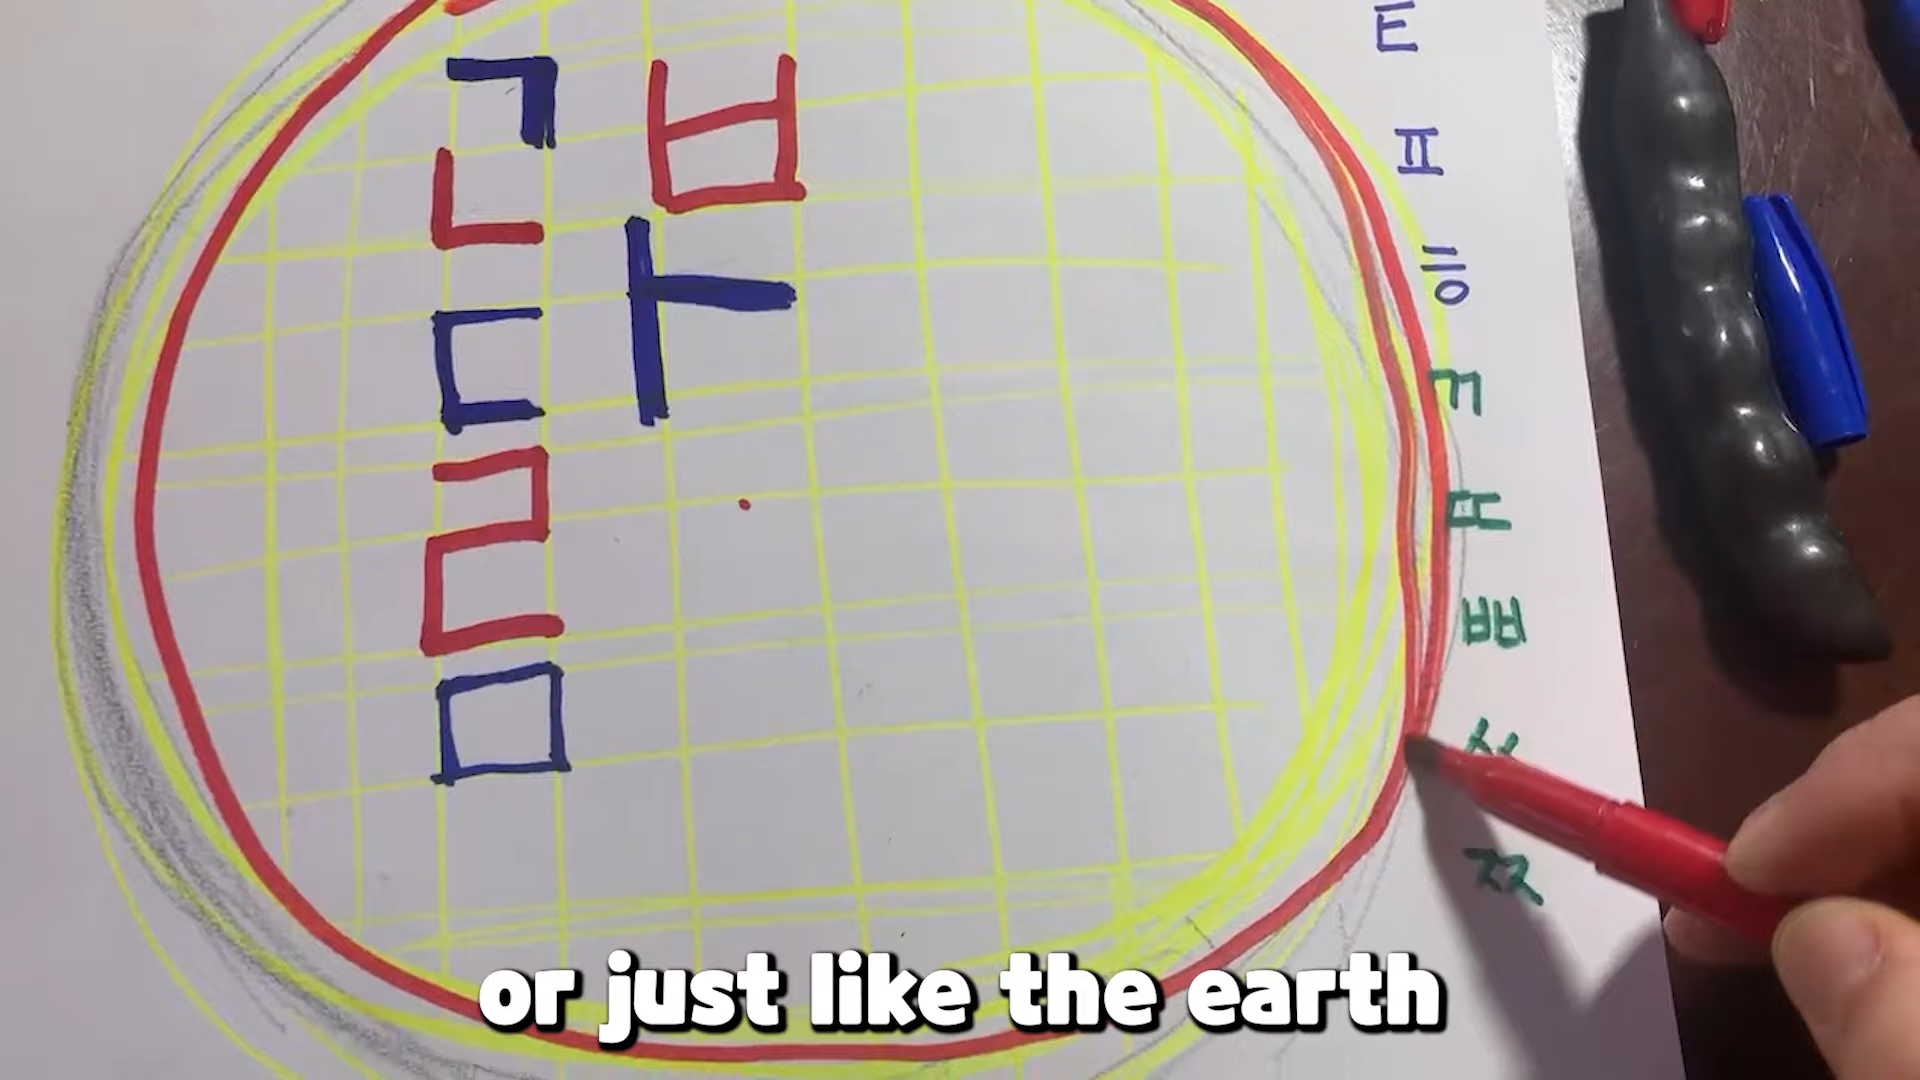 ㄱ
ㄴ
ㄷ
ㄹ
ㅁ
ㅂ
ㅏ
ㅌ
ㅍ
ㅎ
ㄲ
ㄸ
ㅃ
ㅆ
ㅉ
or just like the earth